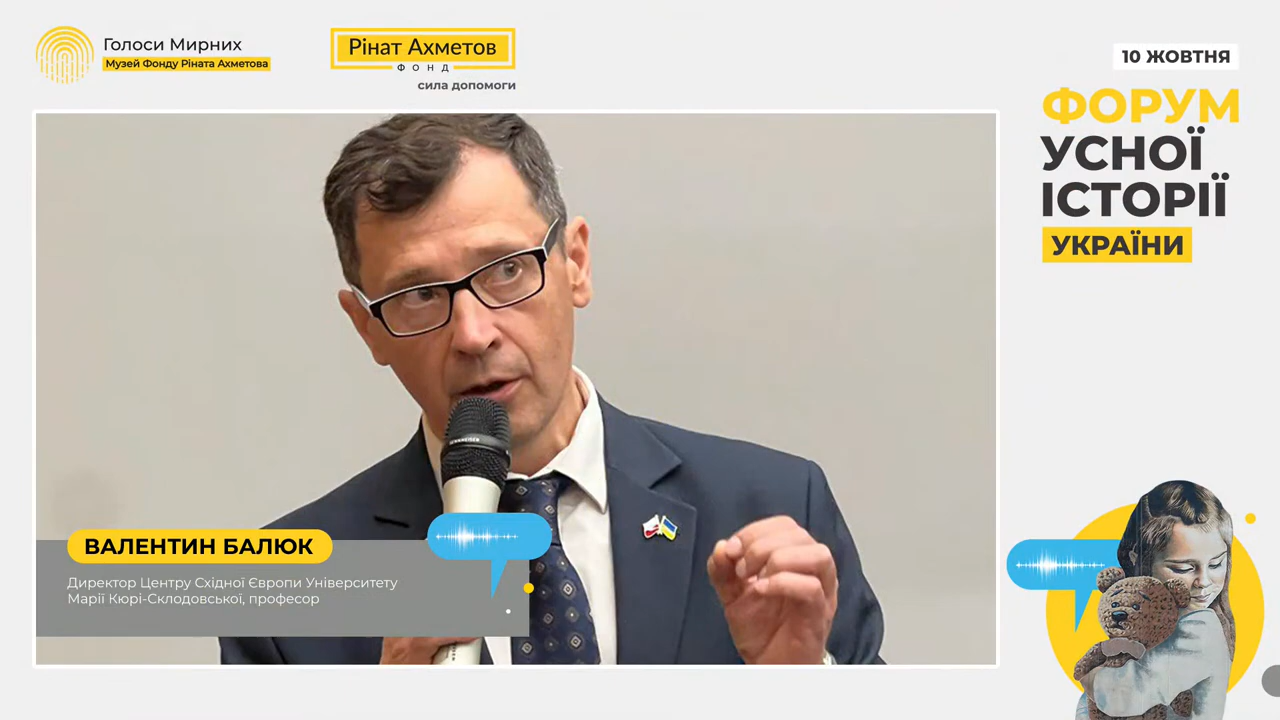 Голоси Мирних
Музей Фонду Ріната Ахметова
Рінат Ахметов
ФОНД
сила допомоги
10 ЖОВТНЯ
ФОРУМ
УСНОЇ
ІСТОРІЇ
УКРАЇНИ
SENNHEISER
ВАЛЕНТИН БАЛЮК
Директор Центру Східної Європи Університету
Марії Кюрі-Склодовської, професор